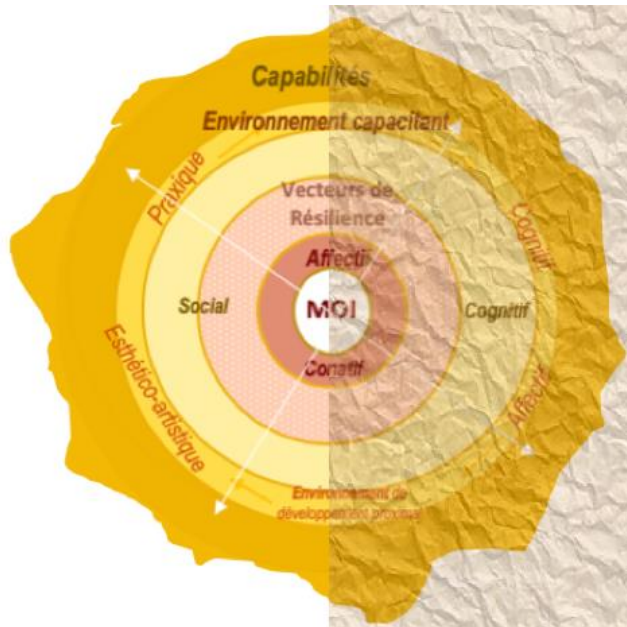 Capabilités
Environnement capacitant
Praxique
Cognitif
Vecteurs de
Résilience
Affectif
Social
MOI
Cognitif
Conatif
Esthético-artistique
Affectif
Environnement de
développement proximal